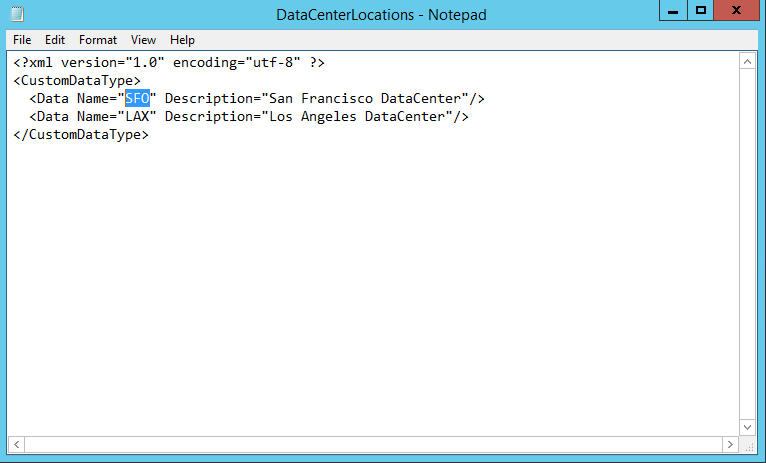 DataCenterLocations - Notepad
File Edit Format View Help
<?xml version="1.0" encoding="utf-8" ?>
<CustomDataType>
  <Data Name="SFO" Description="San Francisco DataCenter"/>
  <Data Name="LAX" Description="Los Angeles DataCenter"/>
</CustomDataType>